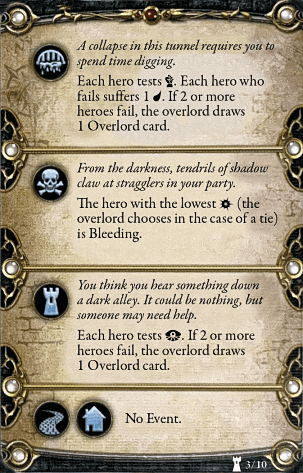 A collapse in this tunnel requires you to
spend time digging.
Each hero tests . Each hero who
fails suffers 1 . If 2 or more
heroes fail, the overlord draws
1 Overlord card.
From the darkness, tendrils of shadow
claw at stragglers in your party.
The hero with the lowest (the
overlord chooses in the case of a tie)
is Bleeding.
You think you hear something down
a dark alley. It could be nothing, but
someone may need help.
Each hero tests . If 2 or more
heroes fail, the overlord draws
1 Overlord card.
No Event.
3/10